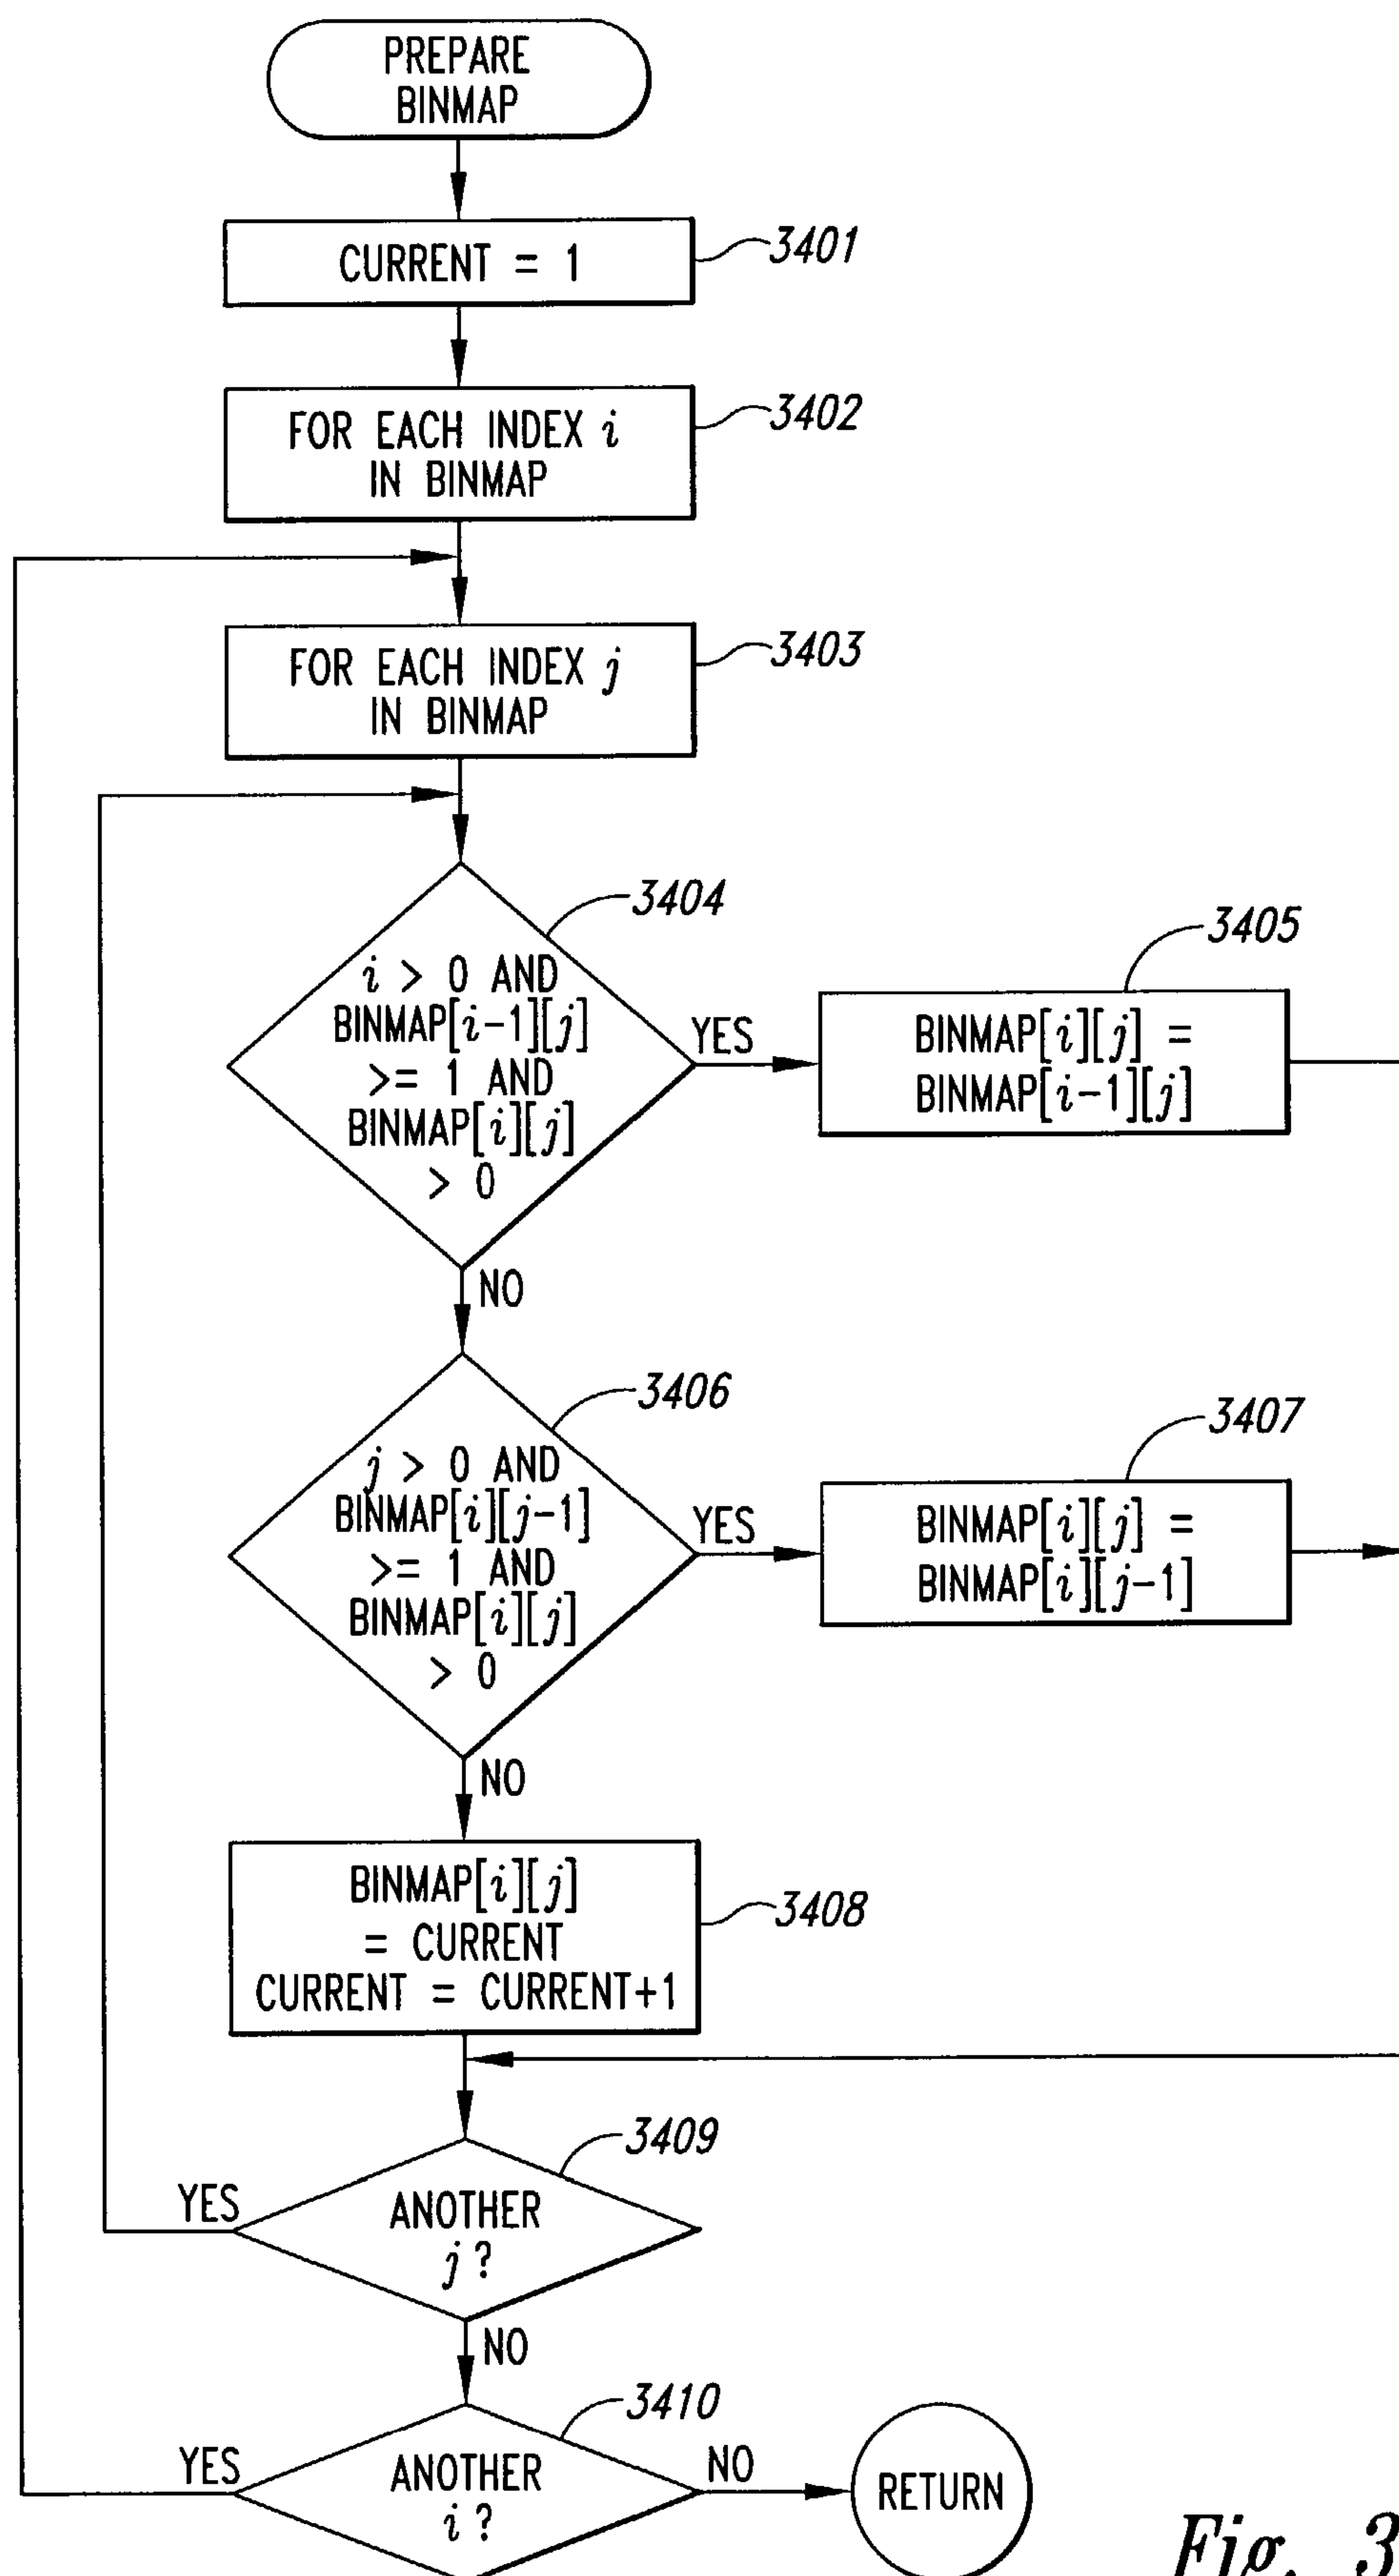 PREPARE
BINMAP
CURRENT = 1
3401
FOR EACH INDEX i
IN BINMAP
3402
FOR EACH INDEX j
IN BINMAP
3403
3404
i > 0 AND
BINMAP[i-1][j]
>= 1 AND
BINMAP[i][j]
> 0
YES
3405
BINMAP[i][j] =
BINMAP[i-1][j]
NO
3406
j > 0 AND
BINMAP[i][j-1]
>= 1 AND
BINMAP[i][j]
> 0
YES
3407
BINMAP[i][j] =
BINMAP[i][j-1]
NO
BINMAP[i][j]
= CURRENT
CURRENT = CURRENT+1
3408
3409
YES
ANOTHER
j ?
NO
3410
YES
ANOTHER
i ?
NO
RETURN
Fig. 3